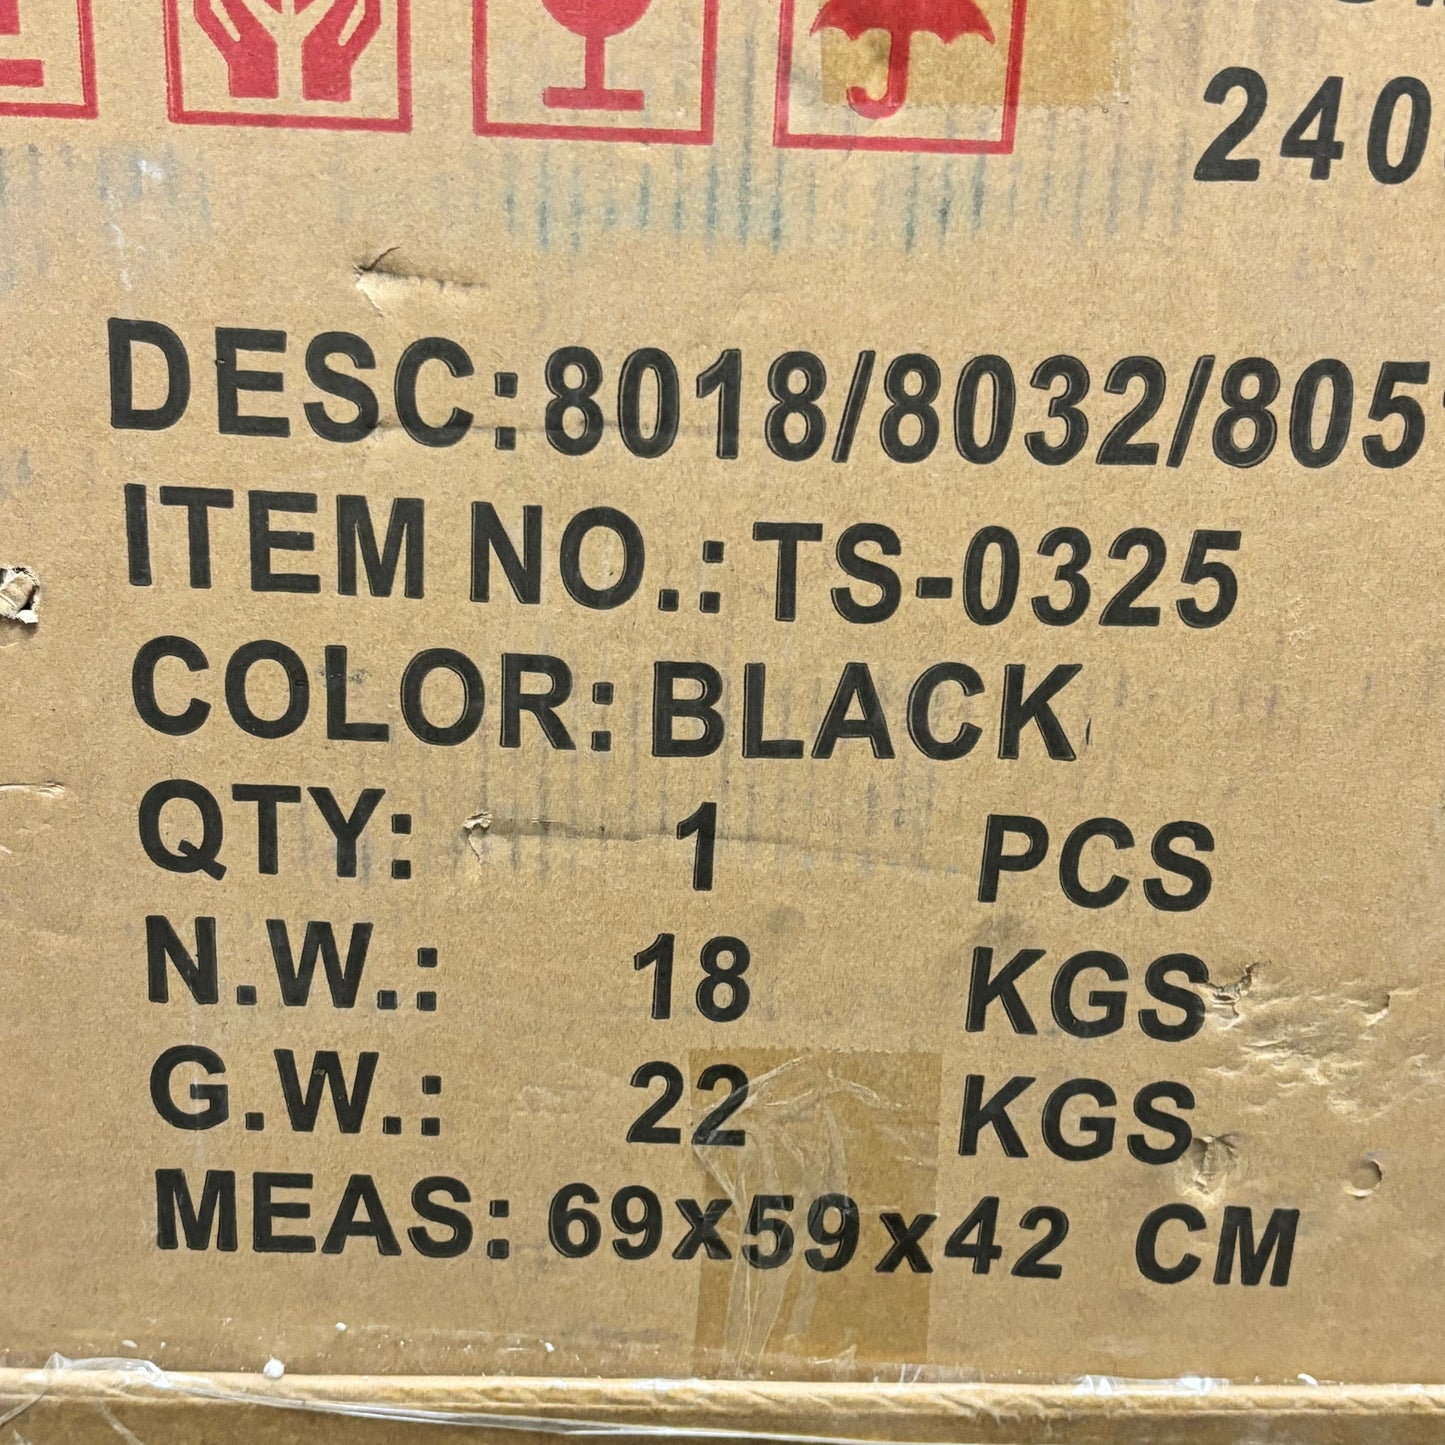 240
DESC:8018/8032/805
ITEM NO.:TS-0325
COLOR:BLACK
QTY: 1 PCS
N.W.: 18 KGS
G.W.: 22 KGS
MEAS: 69x59x42 CM